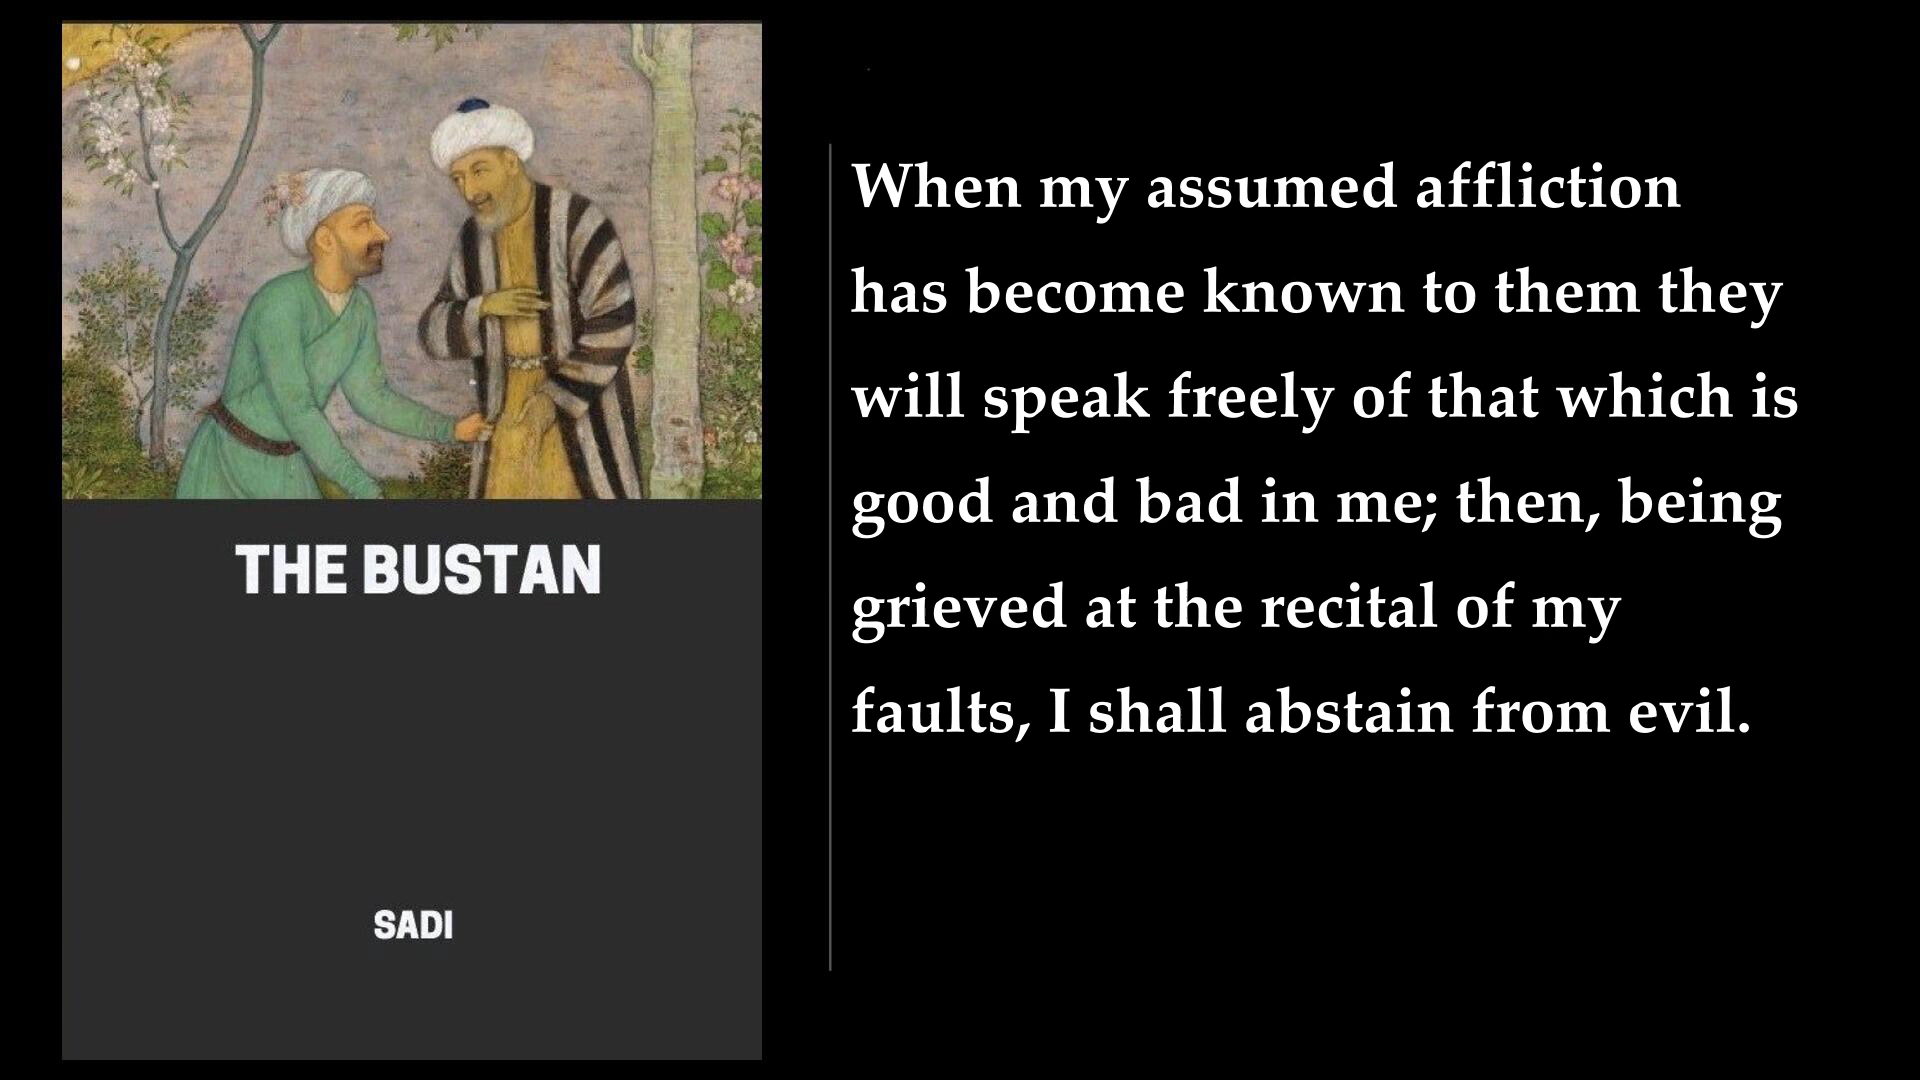 THE BUSTAN
SADI
When my assumed affliction
has become known to them they
will speak freely of that which is
good and bad in me; then, being
grieved at the recital of my
faults, I shall abstain from evil.